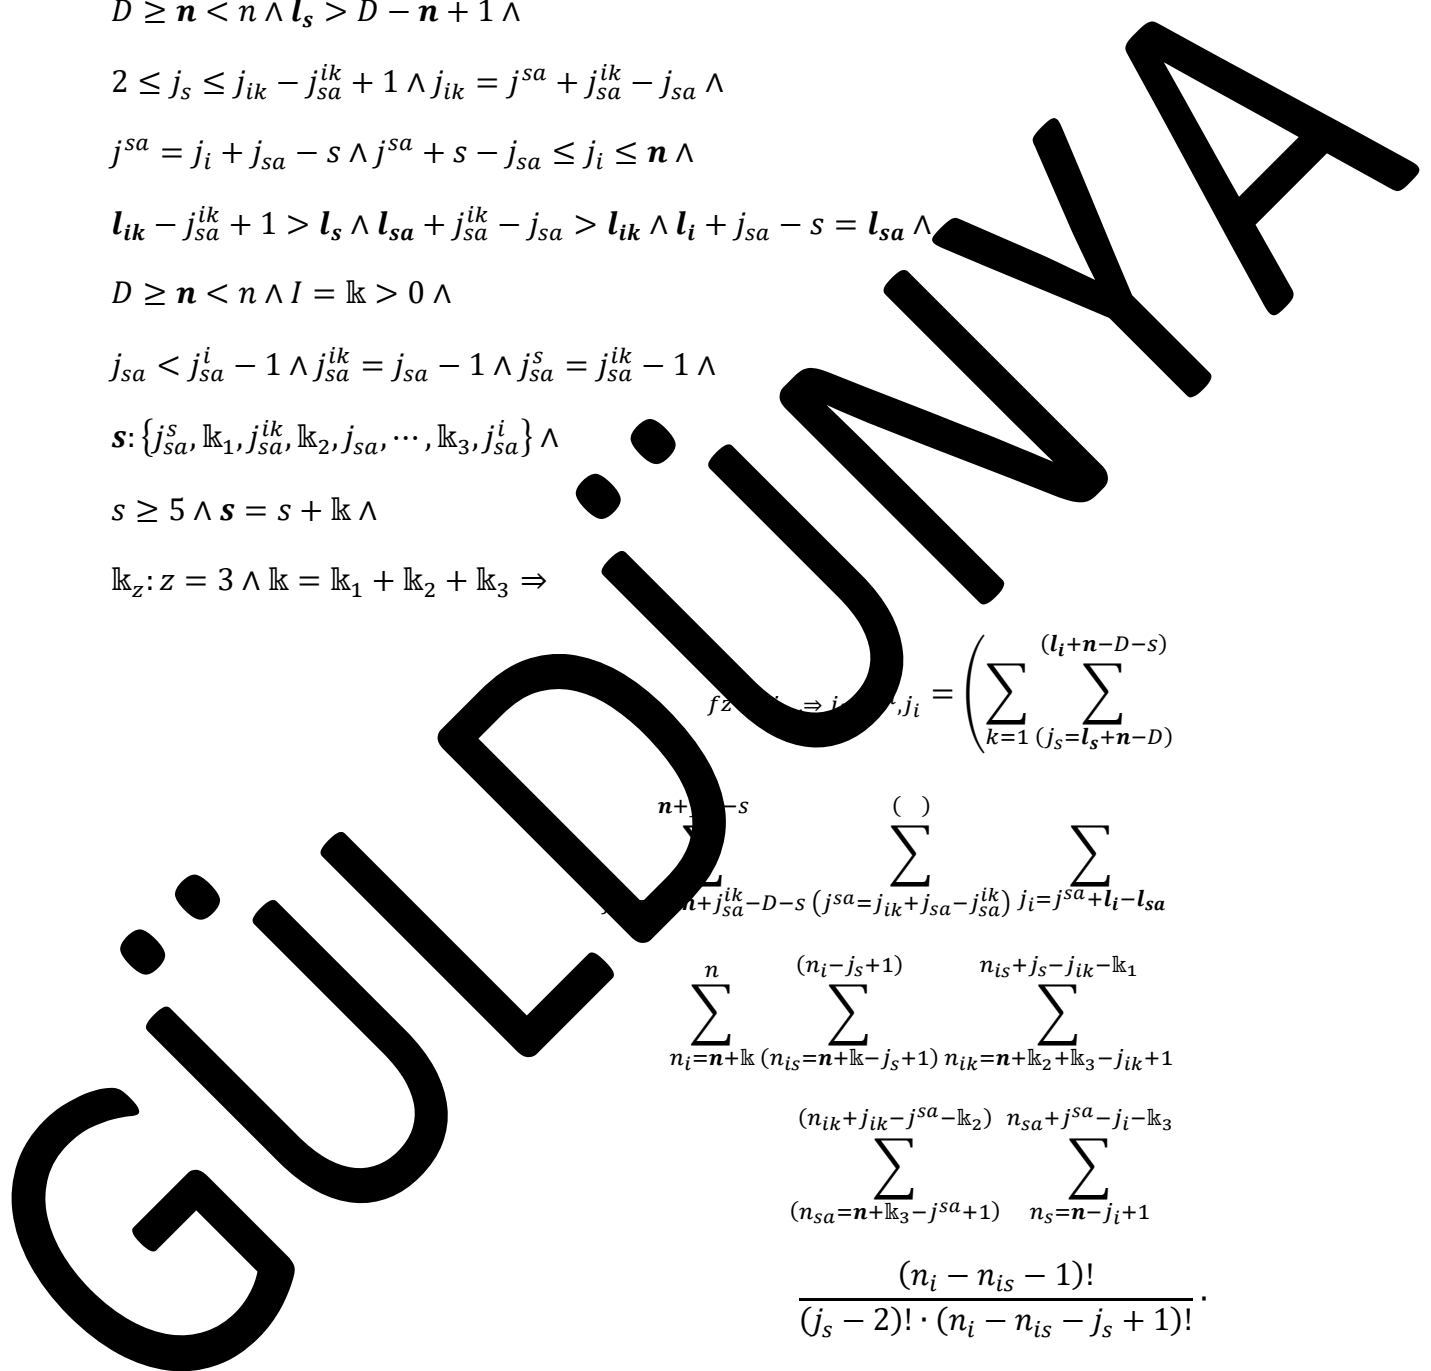 D ≥ n < n ∧ l_s > D − n + 1 ∧
2 ≤ j_s ≤ j_{ik} − j_{sa}^{ik} + 1 ∧ j_{ik} = j^{sa} + j_{sa}^{ik} − j_{sa} ∧
j^{sa} = j_i + j_{sa} − s ∧ j^{sa} + s − j_{sa} ≤ j_i ≤ n ∧
l_{ik} − j_{sa}^{ik} + 1 > l_s ∧ l_{sa} + j_{sa}^{ik} − j_{sa} > l_{ik} ∧ l_i + j_{sa} − s = l_{sa} ∧
D ≥ n < n ∧ I = 𝕜 > 0 ∧
j_{sa} < j_{sa}^{i} − 1 ∧ j_{sa}^{ik} = j_{sa} − 1 ∧ j_{sa}^{s} = j_{sa}^{ik} − 1 ∧
s: {j_{sa}^{s}, 𝕜_1, j_{sa}^{ik}, 𝕜_2, j_{sa}, ⋯, 𝕜_3, j_{sa}^{i}} ∧
s ≥ 5 ∧ s = s + 𝕜 ∧
𝕜_z: z = 3 ∧ 𝕜 = 𝕜_1 + 𝕜_2 + 𝕜_3 ⇒
GÜLDÜNYA
(l_i+n−D−s)
fz ⇒ ,j_i = ( ∑ ∑
k=1 (j_s=l_s+n−D)
n+ −s ( )
∑ ∑ ∑
n+j_{sa}^{ik}−D−s (j^{sa}=j_{ik}+j_{sa}−j_{sa}^{ik}) j_i=j^{sa}+l_i−l_{sa}
n (n_i−j_s+1) n_{is}+j_s−j_{ik}−𝕜_1
∑ ∑ ∑
n_i=n+𝕜 (n_{is}=n+𝕜−j_s+1) n_{ik}=n+𝕜_2+𝕜_3−j_{ik}+1
(n_{ik}+j_{ik}−j^{sa}−𝕜_2) n_{sa}+j^{sa}−j_i−𝕜_3
∑ ∑
(n_{sa}=n+𝕜_3−j^{sa}+1) n_s=n−j_i+1
(n_i − n_{is} − 1)!
(j_s − 2)! · (n_i − n_{is} − j_s + 1)! ·